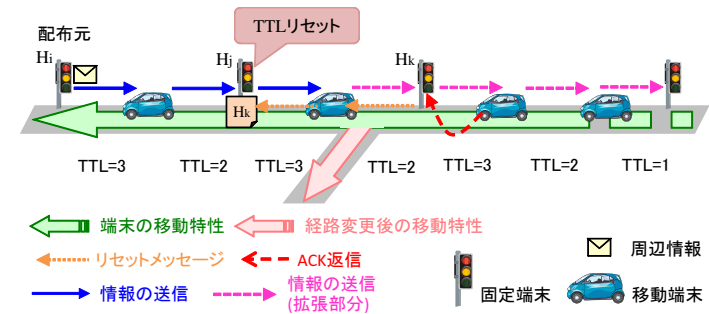 配布元
TTLリセット
Hi
Hj
Hk
Hk
TTL=3
TTL=2
TTL=3
TTL=2
TTL=3
TTL=2
TTL=1
端末の移動特性
経路変更後の移動特性
リセットメッセージ
ACK返信
周辺情報
情報の送信
情報の送信
(拡張部分)
固定端末
移動端末